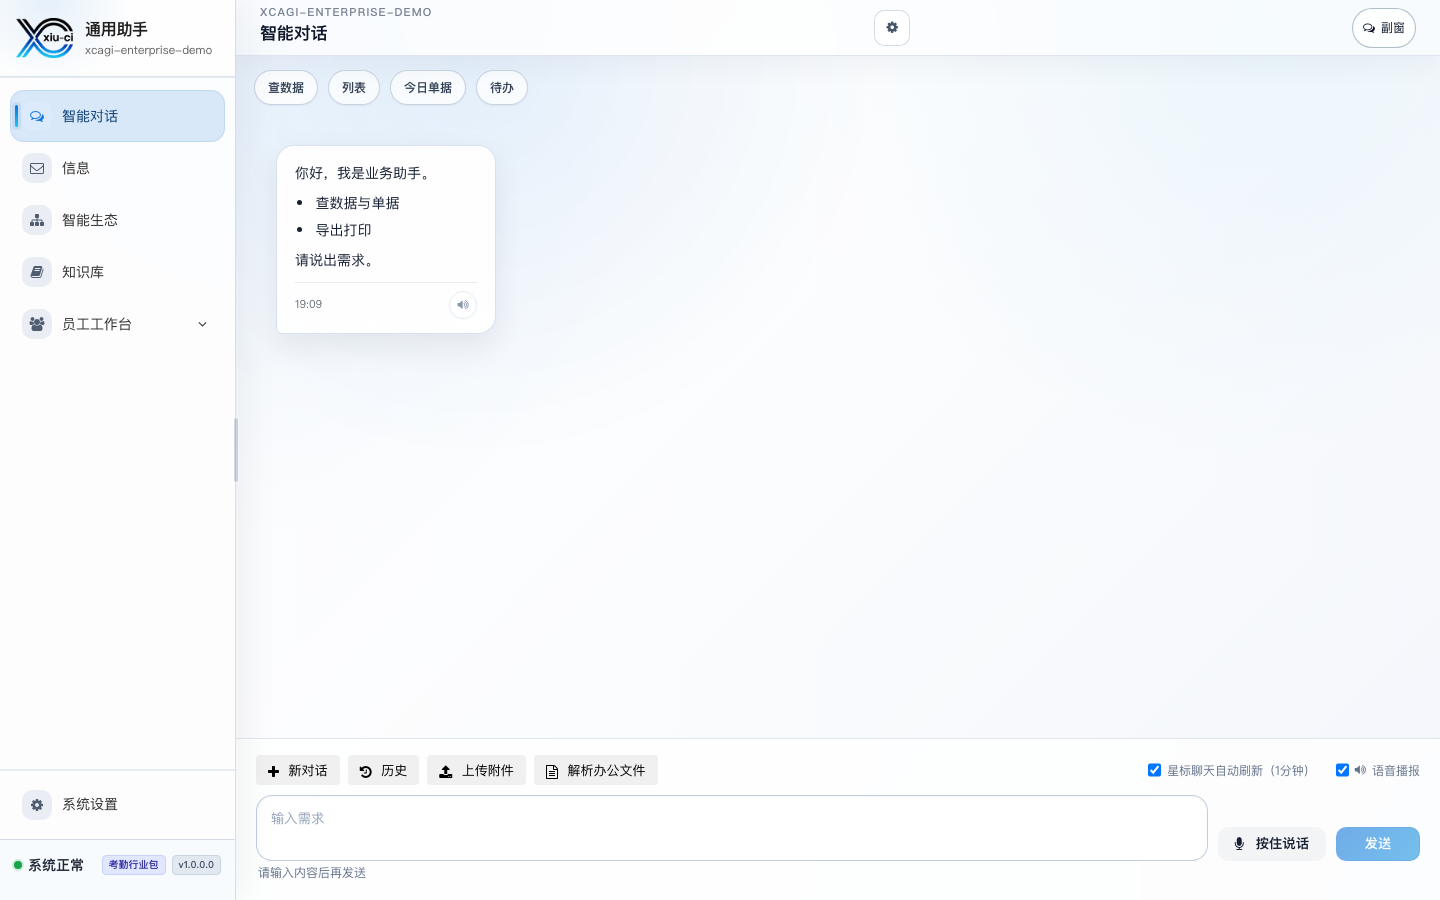 xiu-ci
通用助手
xcagi-enterprise-demo
智能对话
信息
智能生态
知识库
员工工作台
系统设置
系统正常
考勤行业包
v1.0.0.0
XCAGI-ENTERPRISE-DEMO
智能对话
副窗
查数据
列表
今日单据
待办
你好，我是业务助手。
• 查数据与单据
• 导出打印
请说出需求。
19:09
新对话
历史
上传附件
解析办公文件
星标聊天自动刷新（1分钟）
语音播报
输入需求
按住说话
发送
请输入内容后再发送